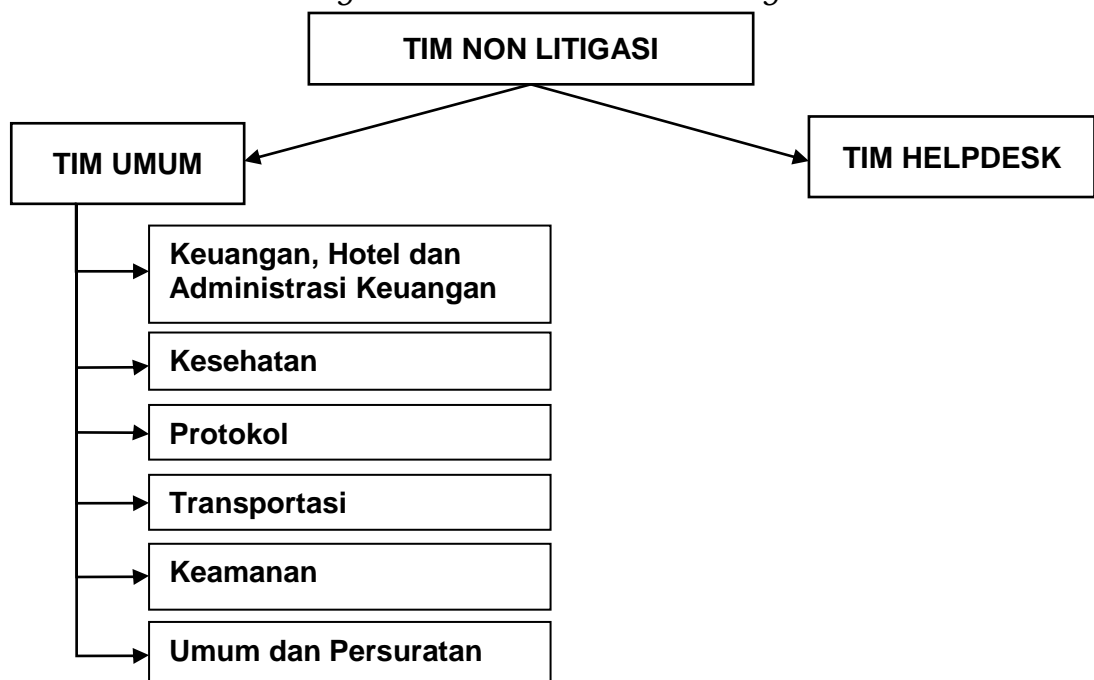 TIM NON LITIGASI
TIM UMUM
TIM HELPDESK
Keuangan, Hotel dan
Administrasi Keuangan
Kesehatan
Protokol
Transportasi
Keamanan
Umum dan Persuratan